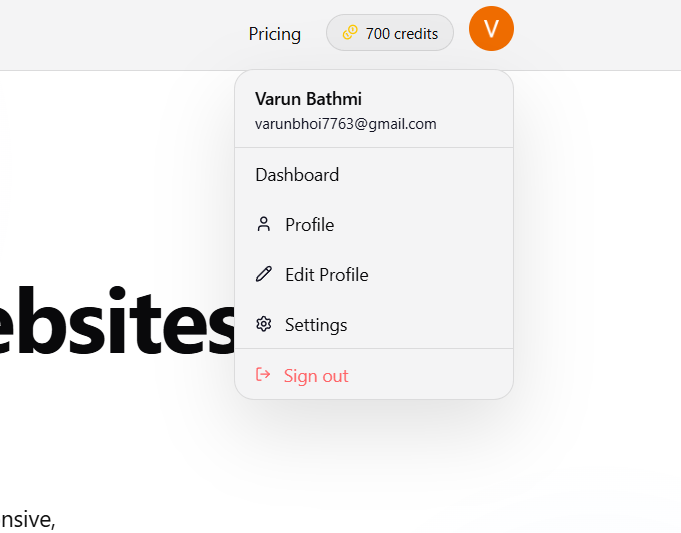 Pricing
700 credits
V
Varun Bathmi
varunbhoi7763@gmail.com
Dashboard
Profile
Edit Profile
Settings
Sign out
ebsites
nsive,